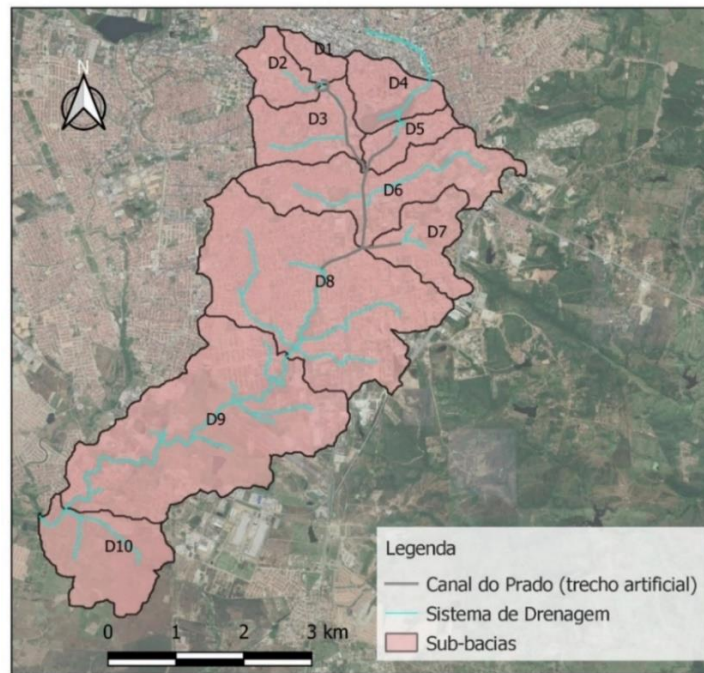 N
D1
D2
D4
D3
D5
D6
D7
D8
D9
D10
0 1 2 3 km
Legenda
Canal do Prado (trecho artificial)
Sistema de Drenagem
Sub-bacias